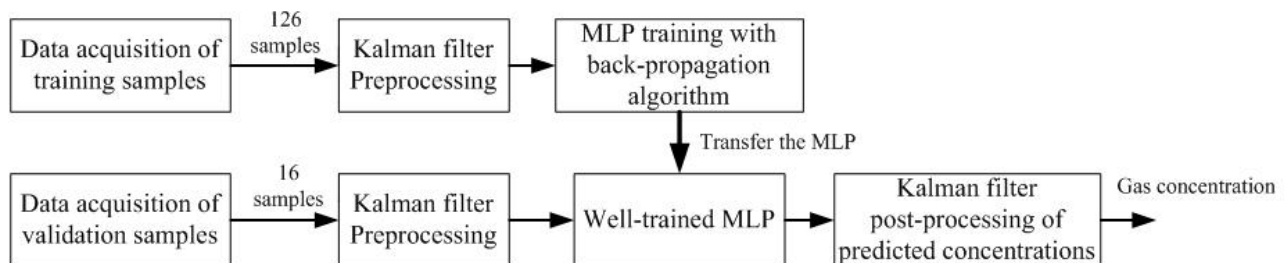 Data acquisition of
training samples
126
samples
Kalman filter
Preprocessing
MLP training with
back-propagation
algorithm
Transfer the MLP
Data acquisition of
validation samples
16
samples
Kalman filter
Preprocessing
Well-trained MLP
Kalman filter
post-processing of
predicted concentrations
Gas concentration